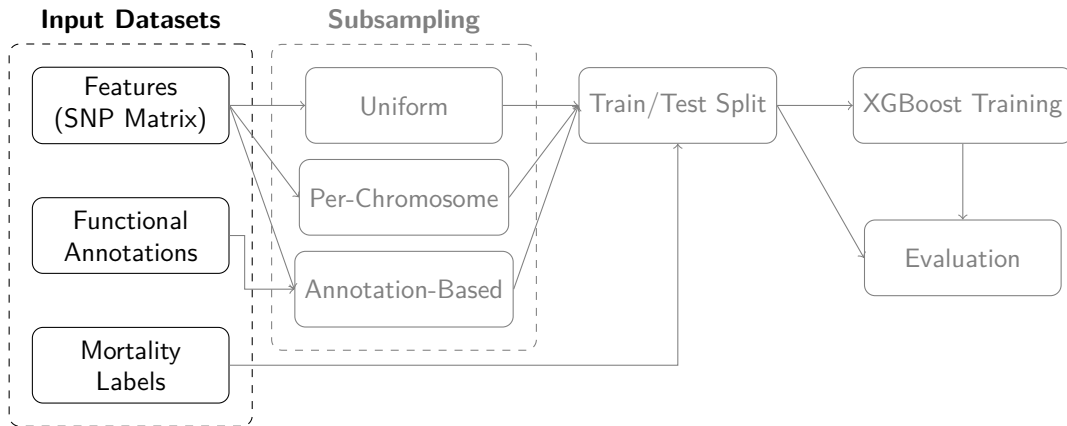 Input Datasets
Features
(SNP Matrix)
Functional
Annotations
Mortality
Labels
Subsampling
Uniform
Per-Chromosome
Annotation-Based
Train/Test Split
XGBoost Training
Evaluation